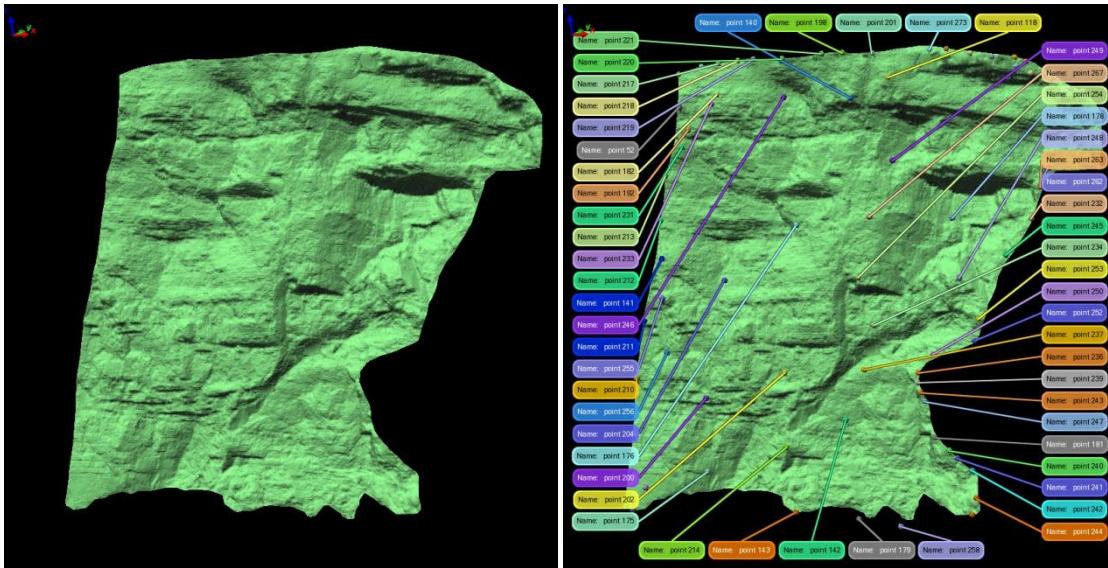 Name: point 140
Name: point 198
Name: point 201
Name: point 273
Name: point 118
Name: point 221
Name: point 220
Name: point 217
Name: point 218
Name: point 219
Name: point 52
Name: point 182
Name: point 192
Name: point 231
Name: point 213
Name: point 233
Name: point 212
Name: point 141
Name: point 246
Name: point 211
Name: point 255
Name: point 210
Name: point 256
Name: point 204
Name: point 176
Name: point 200
Name: point 202
Name: point 175
Name: point 249
Name: point 267
Name: point 254
Name: point 178
Name: point 248
Name: point 263
Name: point 262
Name: point 232
Name: point 245
Name: point 234
Name: point 253
Name: point 250
Name: point 252
Name: point 237
Name: point 236
Name: point 239
Name: point 243
Name: point 247
Name: point 181
Name: point 240
Name: point 241
Name: point 242
Name: point 244
Name: point 214
Name: point 143
Name: point 142
Name: point 179
Name: point 258